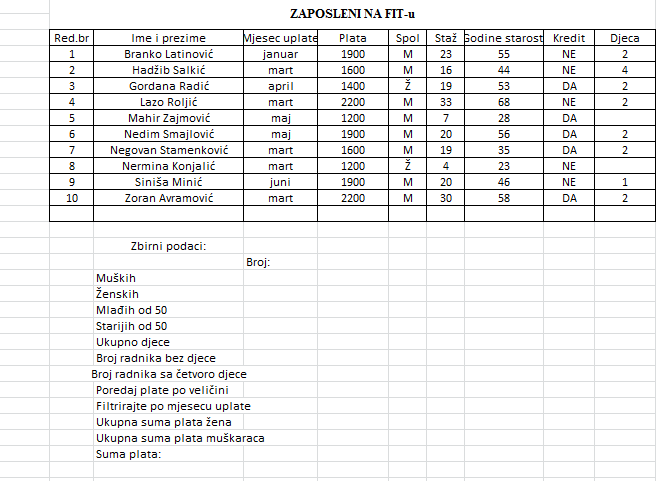 ZAPOSLENI NA FIT-u
Red.br Ime i prezime Mjesec uplate Plata Spol Staž Godine starosti Kredit Djeca
1 Branko Latinović januar 1900 M 23 55 NE 2
2 Hadžib Salkić mart 1600 M 16 44 NE 4
3 Gordana Radić april 1400 Ž 19 53 DA 2
4 Lazo Roljić mart 2200 M 33 68 NE 2
5 Mahir Zajmović maj 1200 M 7 28 DA
6 Nedim Smajlović maj 1900 M 20 56 DA 2
7 Negovan Stamenković mart 1600 M 19 35 DA 2
8 Nermina Konjalić mart 1200 Ž 4 23 NE
9 Siniša Minić juni 1900 M 20 46 NE 1
10 Zoran Avramović mart 2200 M 30 58 DA 2
Zbirni podaci:
Broj:
Muških
Ženskih
Mlađih od 50
Starijih od 50
Ukupno djece
Broj radnika bez djece
Broj radnika sa četvoro djece
Poredaj plate po veličini
Filtrirajte po mjesecu uplate
Ukupna suma plata žena
Ukupna suma plata muškaraca
Suma plata: